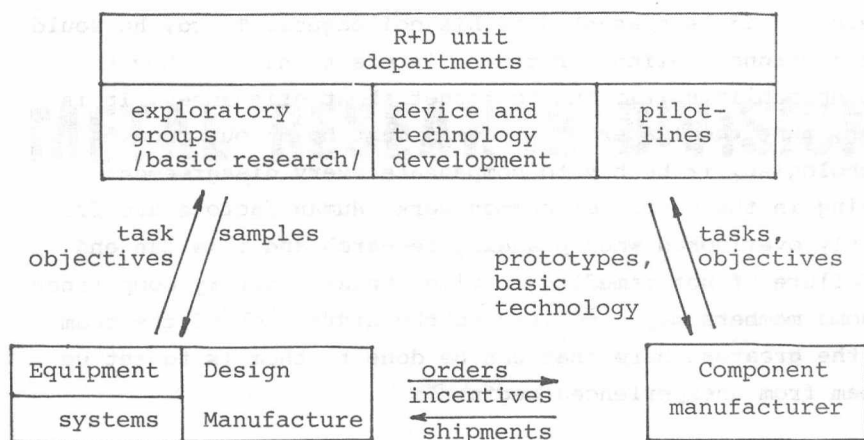 R+D unit
departments
exploritory
groups
/basic research/
device and
technology
development
pilot-
lines
task
objectives
samples
prototypes,
basic
technology
tasks,
objectives
Equipment
systems
Design
Manufacture
orders
incentives
shipments
Component
manufacturer